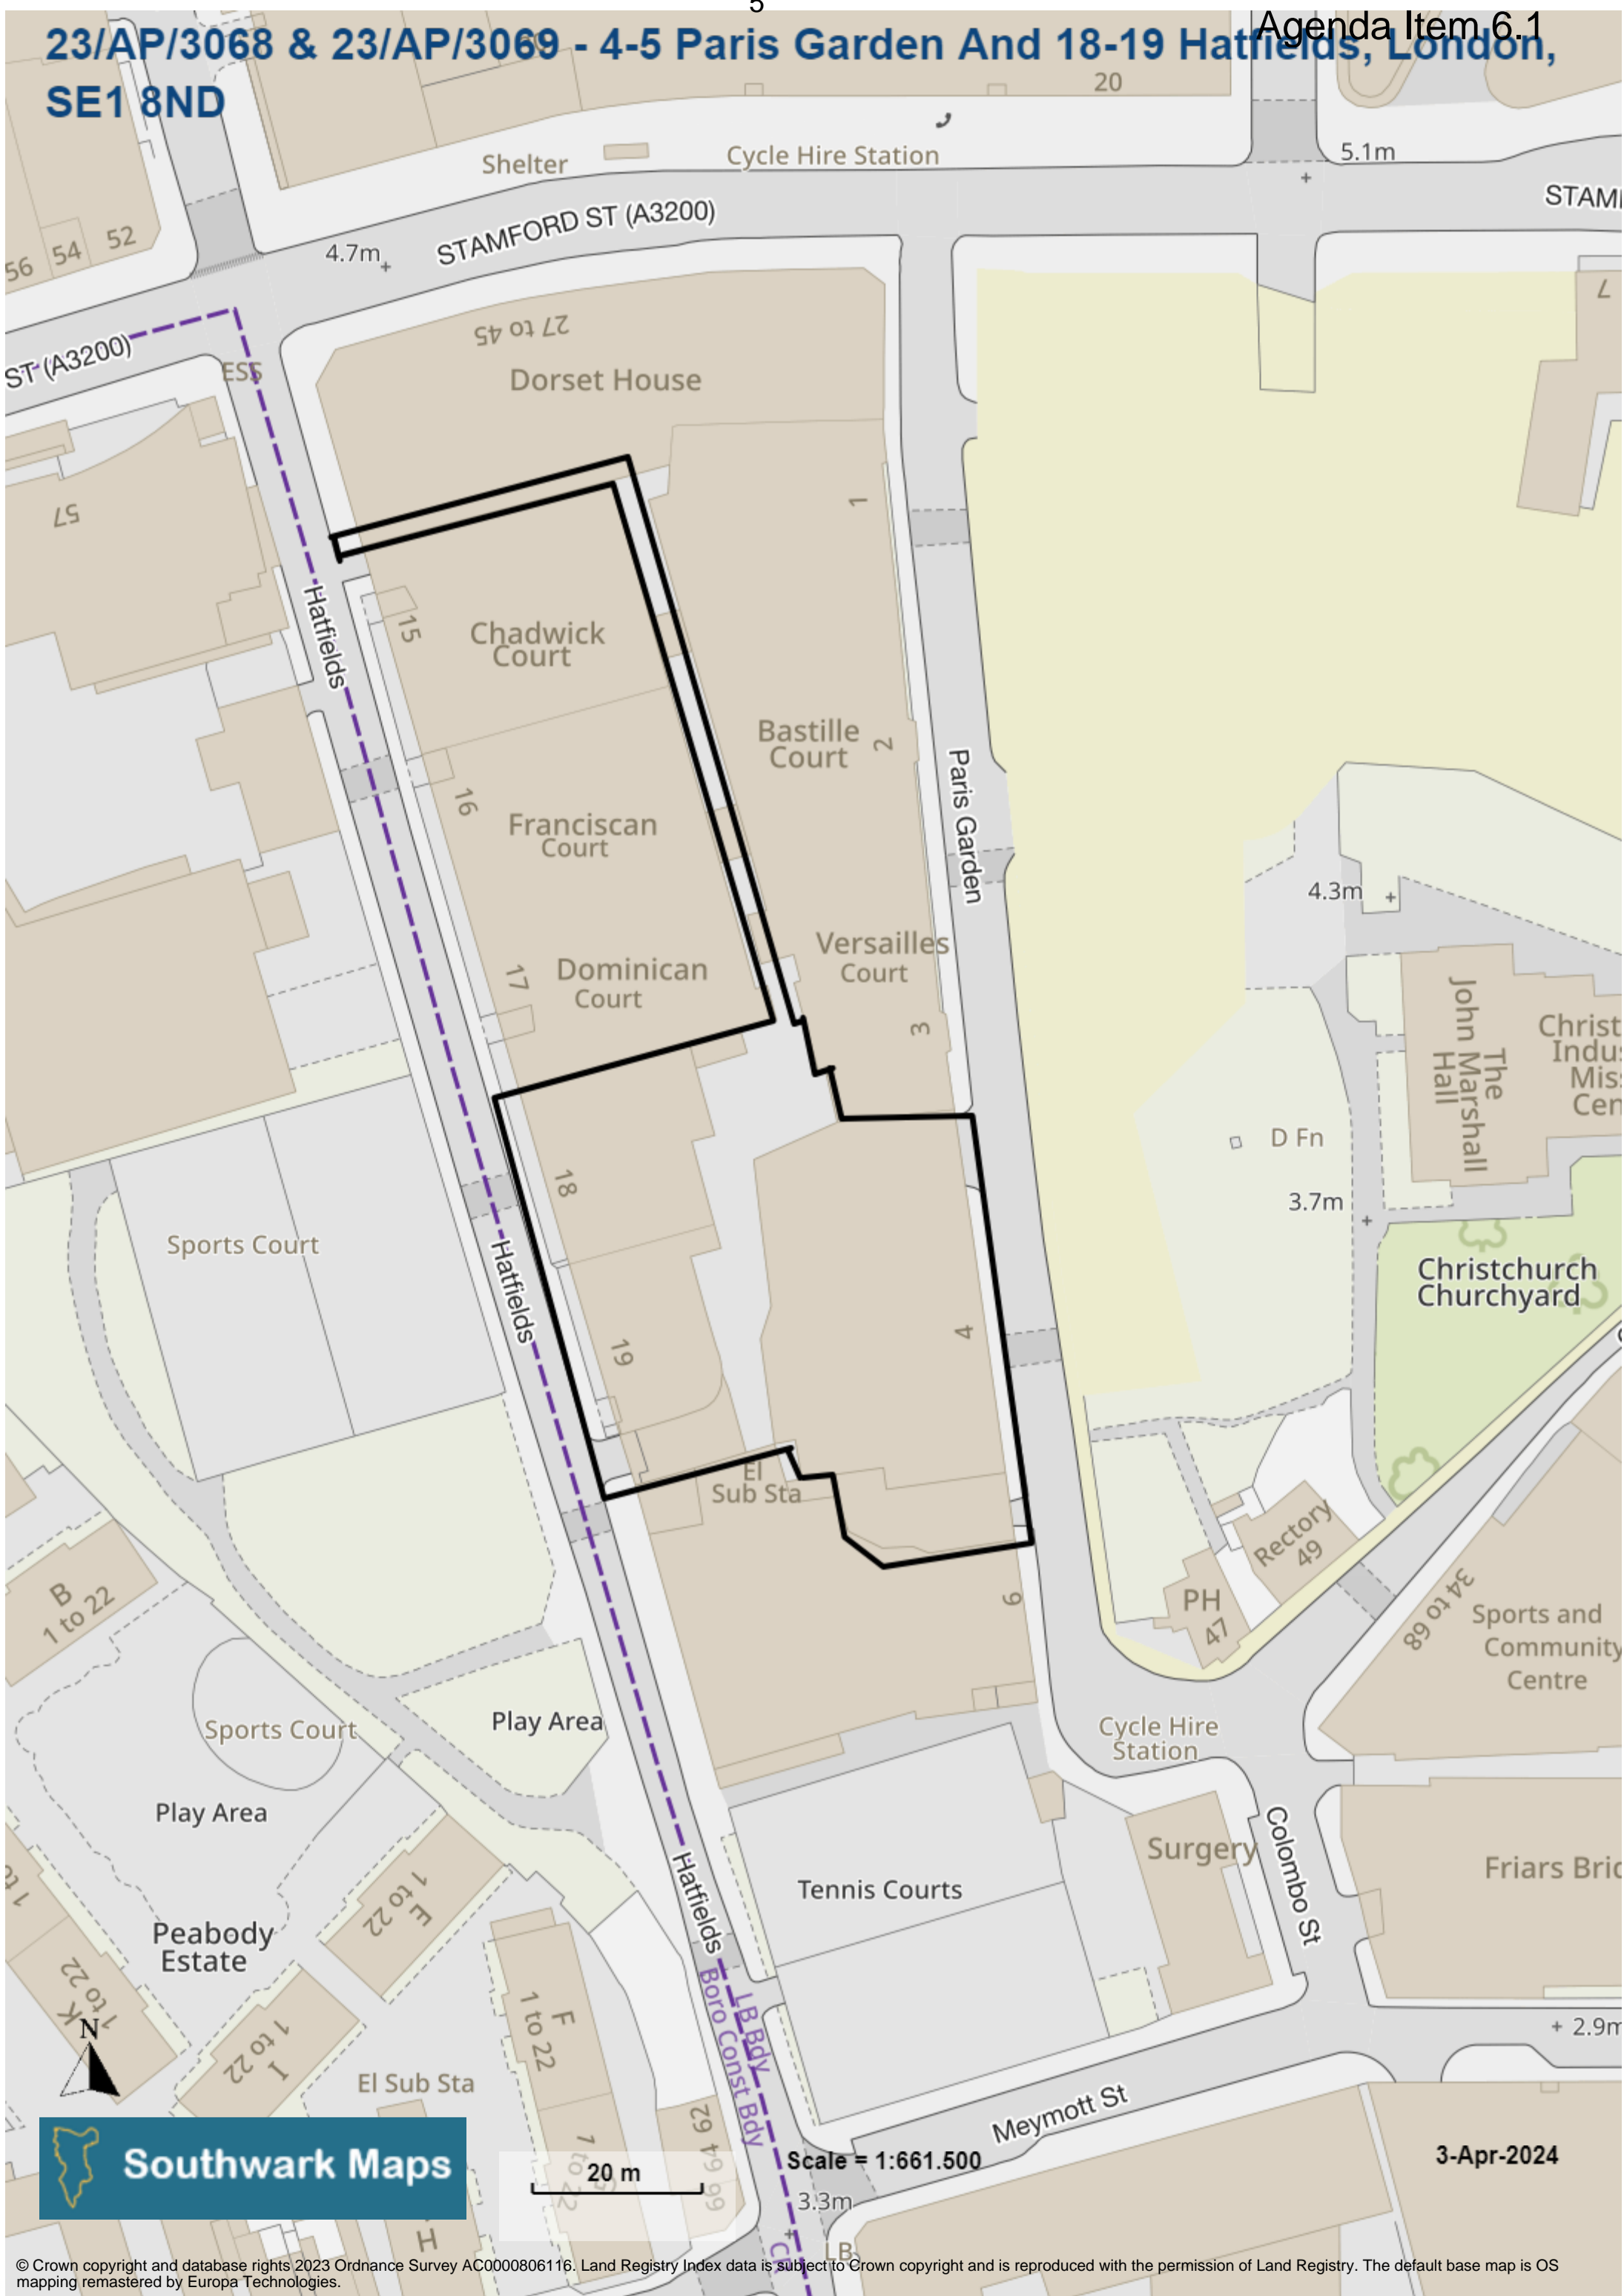 5
Agenda Item 6.1
23/AP/3068 & 23/AP/3069 - 4-5 Paris Garden And 18-19 Hatfields, London,
SE1 8ND
20
Shelter
Cycle Hire Station
5.1m
STAMFORD ST (A3200)
56
54
52
4.7m
ST (A3200)
ESS
27 to 45
Dorset House
7
57
1
Hatfields
15
Chadwick
Court
Bastille
Court
2
Paris Garden
16
Franciscan
Court
4.3m
17
Dominican
Court
Versailles
Court
3
The
John Marshall
Hall
Christ
D Fn
3.7m
18
Sports Court
Hatfields
Christchurch
Churchyard
4
19
El
Sub Sta
Rectory
49
B
1 to 22
6
PH
47
34 to 68
Sports and
Community
Centre
Sports Court
Play Area
Cycle Hire
Station
Play Area
Colombo St
Surgery
Hatfields
Tennis Courts
E
1 to 22
Peabody
Estate
K
1 to 22
F
1 to 22
I
1 to 22
Boro Const Bdy
LB Bdy
2.9m
N
El Sub Sta
Meymott St
62
64
66
Southwark Maps
20 m
Scale = 1:661.500
3-Apr-2024
3.3m
H
LB
© Crown copyright and database rights 2023 Ordnance Survey AC0000806116. Land Registry Index data is subject to Crown copyright and is reproduced with the permission of Land Registry. The default base map is OS
mapping remastered by Europa Technologies.